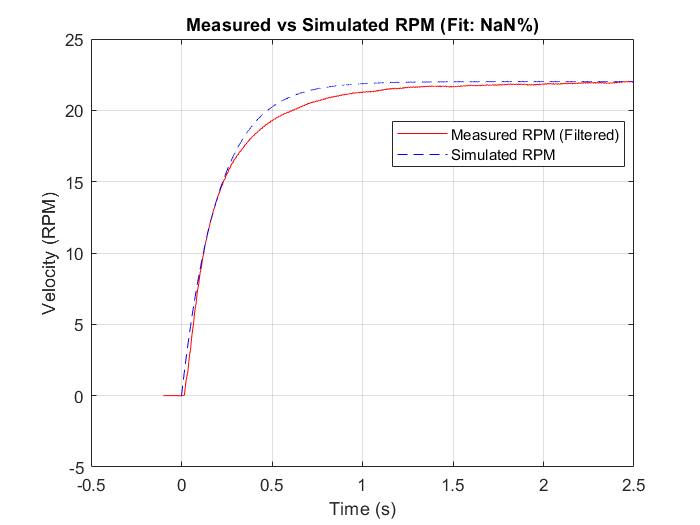 Measured vs Simulated RPM (Fit: NaN%)
25
20
15
10
5
0
-5
Velocity (RPM)
Measured RPM (Filtered)
Simulated RPM
-0.5 0 0.5 1 1.5 2 2.5
Time (s)